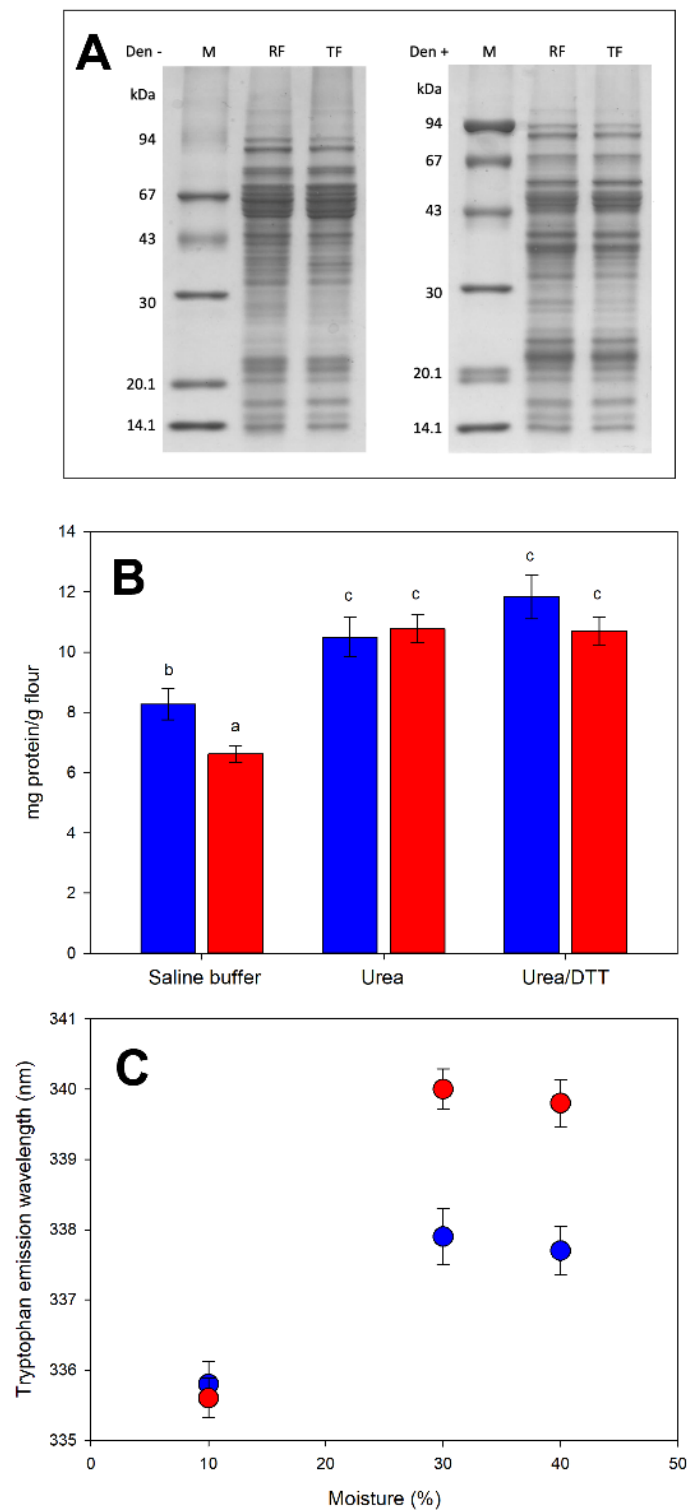 A
Den - M RF TF
kDa
94
67
43
30
20.1
14.1
Den + M RF TF
kDa
94
67
43
30
20.1
14.1
B
mg protein/g flour
14
12
10
8
6
4
2
0
b
a
c
c
c
c
Saline buffer Urea Urea/DTT
C
Tryptophan emission wavelength (nm)
341
340
339
338
337
336
335
0 10 20 30 40 50
Moisture (%)